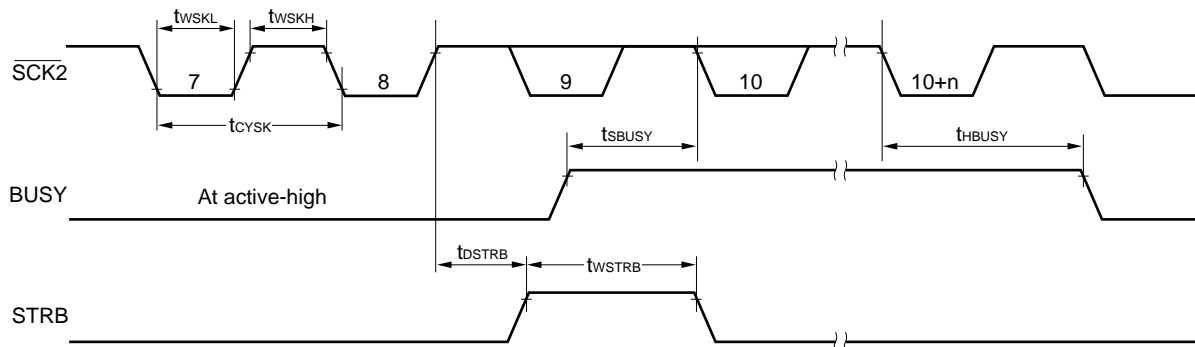 tWSKL
tWSKH
SCK2
7
8
9
10
10+n
tCYSK
tSBUSY
tHBUSY
BUSY
At active-high
tDSTRB
tWSTRB
STRB